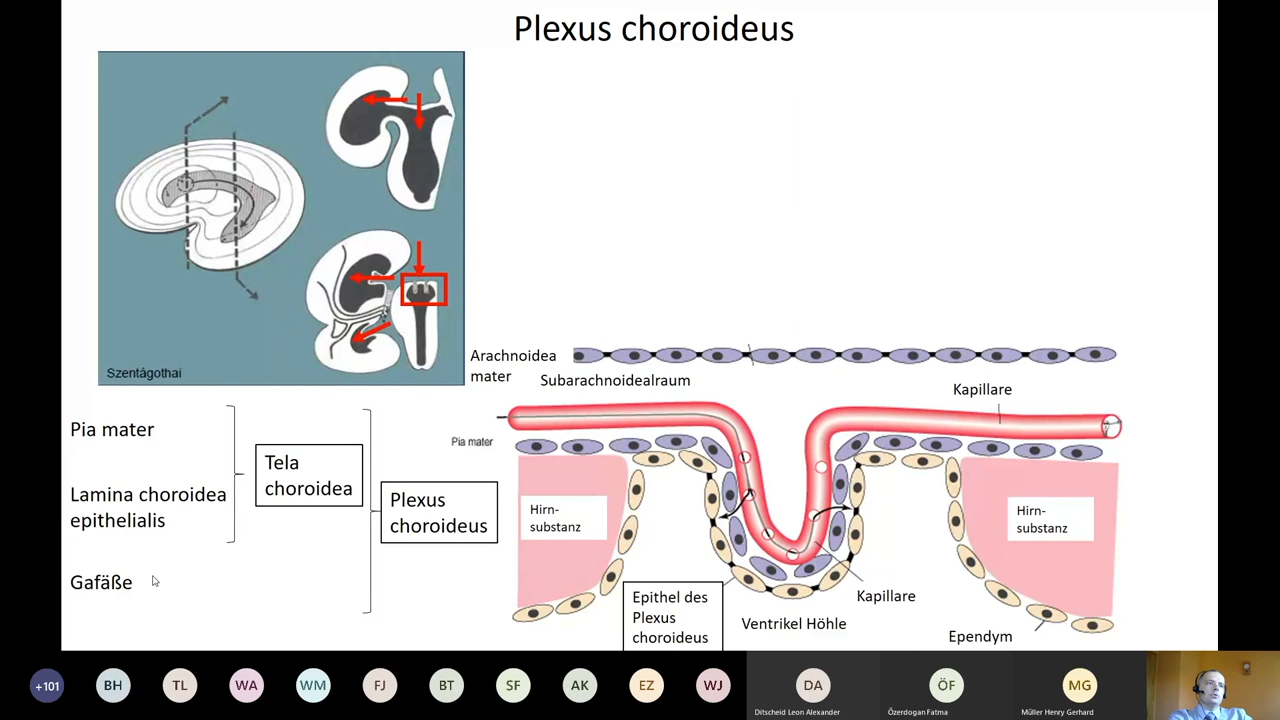 Plexus choroideus
Szentágothai
Arachnoidea
mater
Subarachnoidealraum
Kapillare
Pia mater
Pia mater
Tela
choroidea
Lamina choroidea
epithelialis
Plexus
choroideus
Gafäße
Hirn-
substanz
Hirn-
substanz
Epithel des
Plexus
choroideus
Kapillare
Ventrikel Höhle
Ependym
+101
BH
TL
WA
WM
FJ
BT
SF
AK
EZ
WJ
DA
Ditscheid Leon Alexander
ÖF
Özerdogan Fatma
MG
Müller Henry Gerhard